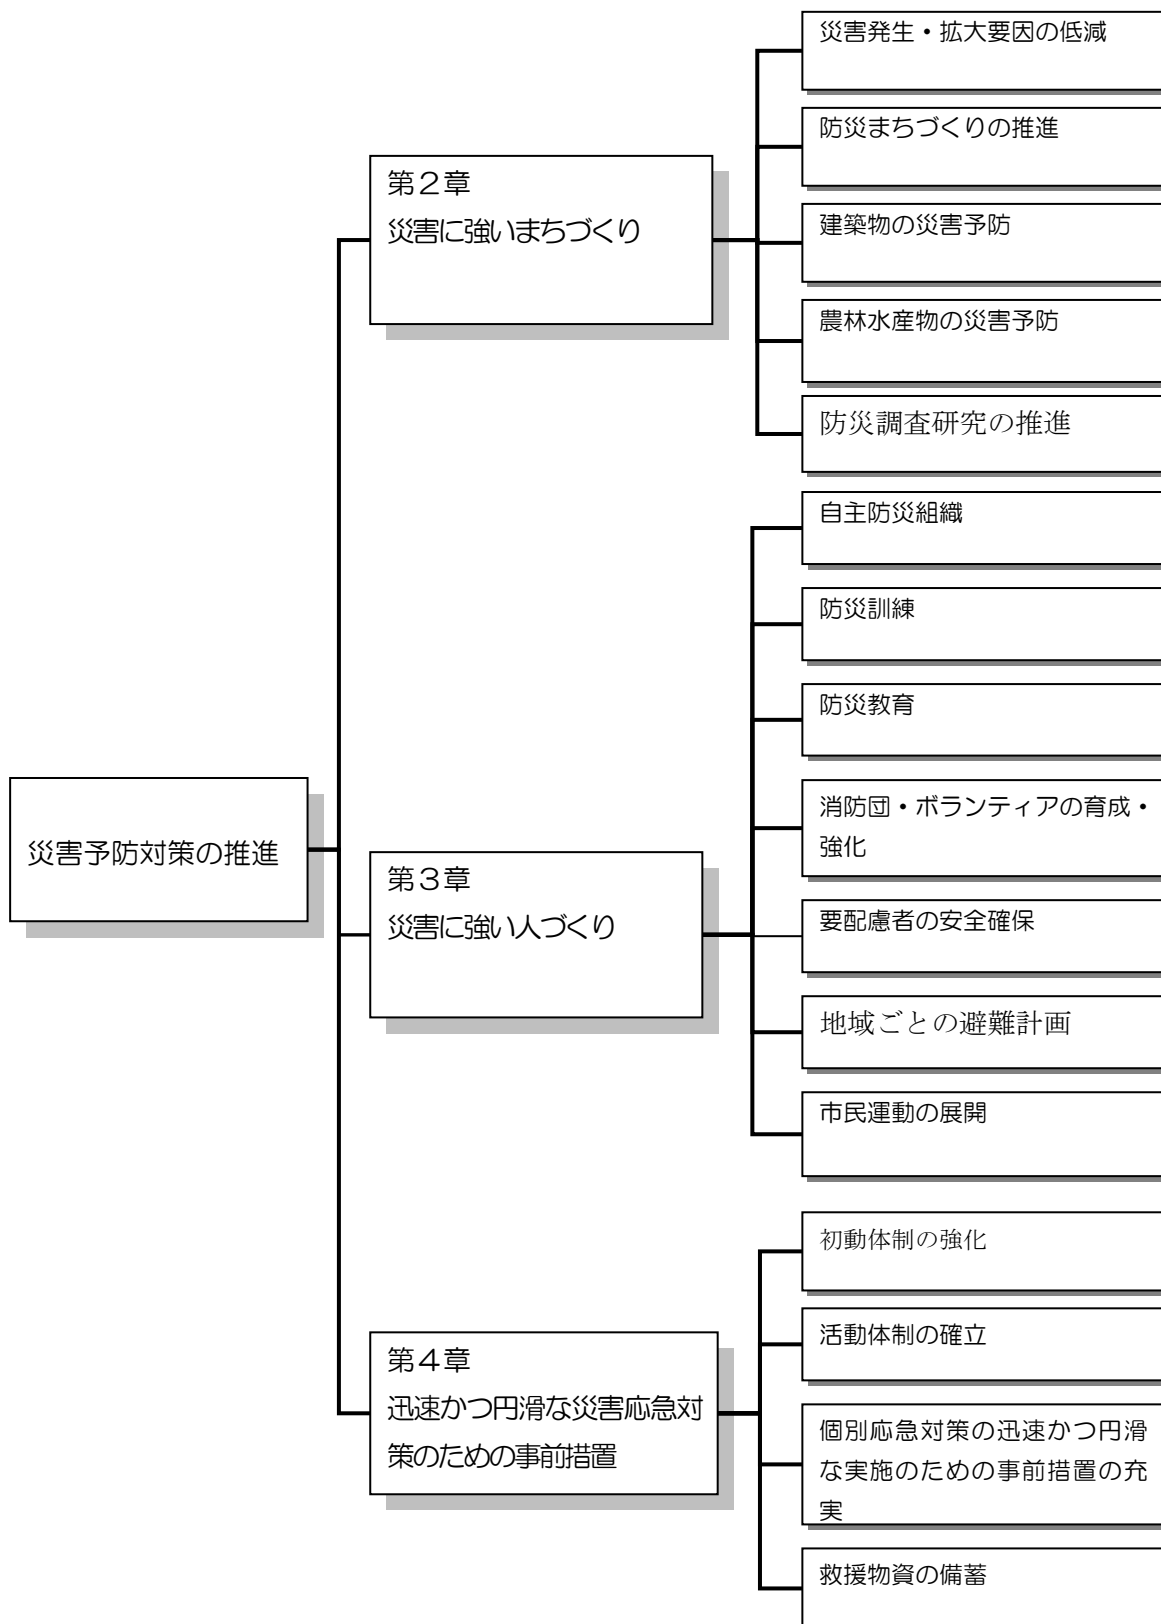 災害予防対策の推進
第２章
災害に強いまちづくり
災害発生・拡大要因の低減
防災まちづくりの推進
建築物の災害予防
農林水産物の災害予防
防災調査研究の推進
第３章
災害に強い人づくり
自主防災組織
防災訓練
防災教育
消防団・ボランティアの育成・
強化
要配慮者の安全確保
地域ごとの避難計画
市民運動の展開
第４章
迅速かつ円滑な災害応急対
策のための事前措置
初動体制の強化
活動体制の確立
個別応急対策の迅速かつ円滑
な実施のための事前措置の充
実
救援物資の備蓄